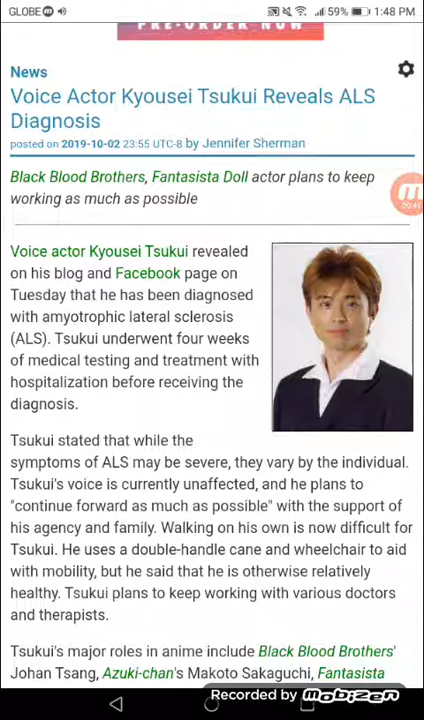 GLOBE 59% 1:48 PM
PRE-ORDER NOW
News
Voice Actor Kyousei Tsukui Reveals ALS
Diagnosis
posted on 2019-10-02 23:55 UTC-8 by Jennifer Sherman
Black Blood Brothers, Fantasista Doll actor plans to keep
working as much as possible
Voice actor Kyousei Tsukui revealed
on his blog and Facebook page on
Tuesday that he has been diagnosed
with amyotrophic lateral sclerosis
(ALS). Tsukui underwent four weeks
of medical testing and treatment with
hospitalization before receiving the
diagnosis.
Tsukui stated that while the
symptoms of ALS may be severe, they vary by the individual.
Tsukui's voice is currently unaffected, and he plans to
"continue forward as much as possible" with the support of
his agency and family. Walking on his own is now difficult for
Tsukui. He uses a double-handle cane and wheelchair to aid
with mobility, but he said that he is otherwise relatively
healthy. Tsukui plans to keep working with various doctors
and therapists.
Tsukui's major roles in anime include Black Blood Brothers'
Johan Tsang, Azuki-chan's Makoto Sakaguchi, Fantasista
Recorded by mobizen